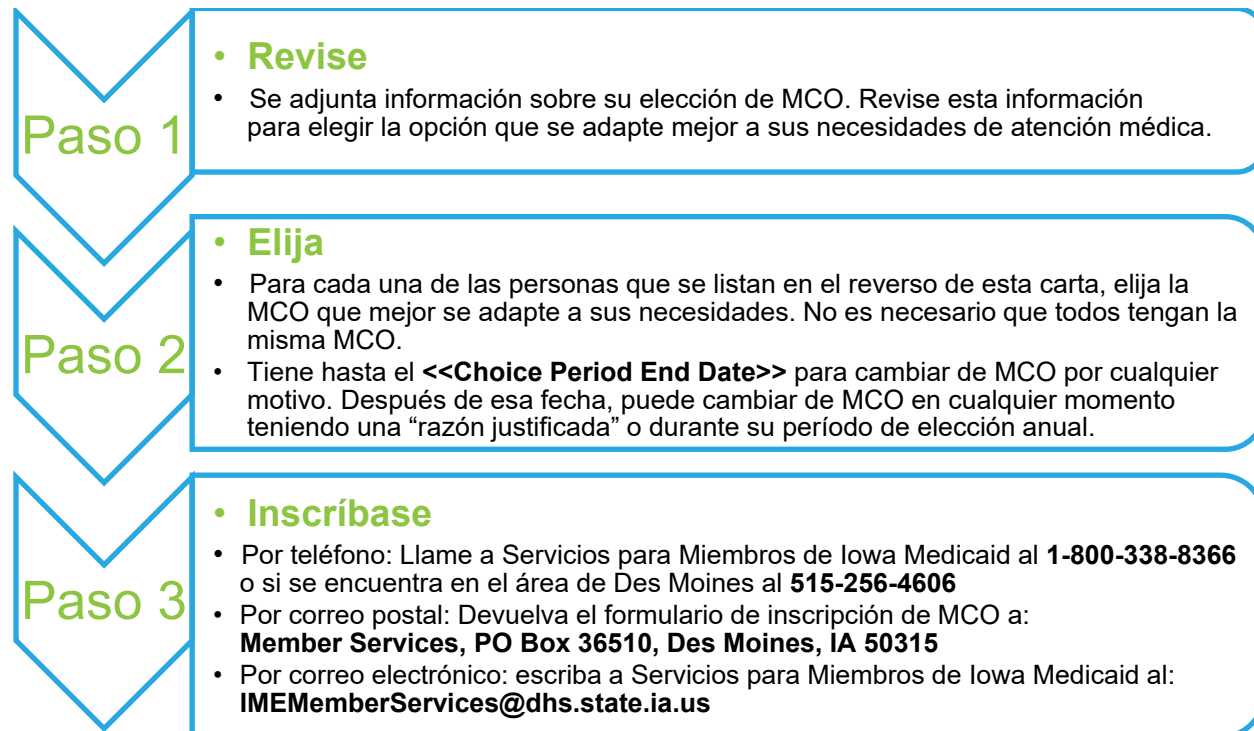 Paso 1
• Revise
• Se adjunta información sobre su elección de MCO. Revise esta información
para elegir la opción que se adapte mejor a sus necesidades de atención médica.
Paso 2
• Elija
• Para cada una de las personas que se listan en el reverso de esta carta, elija la
MCO que mejor se adapte a sus necesidades. No es necesario que todos tengan la
misma MCO.
• Tiene hasta el <<Choice Period End Date>> para cambiar de MCO por cualquier
motivo. Después de esa fecha, puede cambiar de MCO en cualquier momento
teniendo una “razón justificada” o durante su período de elección anual.
Paso 3
• Inscríbase
• Por teléfono: Llame a Servicios para Miembros de Iowa Medicaid al 1-800-338-8366
o si se encuentra en el área de Des Moines al 515-256-4606
• Por correo postal: Devuelva el formulario de inscripción de MCO a:
Member Services, PO Box 36510, Des Moines, IA 50315
• Por correo electrónico: escriba a Servicios para Miembros de Iowa Medicaid al:
IMEMemberServices@dhs.state.ia.us